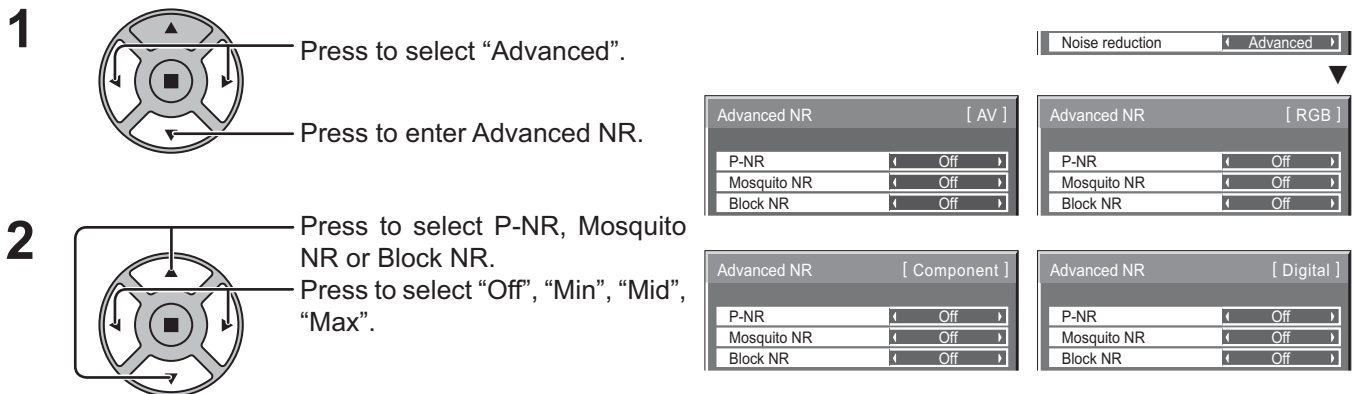 1
Press to select “Advanced”.
Press to enter Advanced NR.
Noise reduction Advanced
Advanced NR [ AV ]
P-NR Off
Mosquito NR Off
Block NR Off
Advanced NR [ RGB ]
P-NR Off
Mosquito NR Off
Block NR Off
2
Press to select P-NR, Mosquito
NR or Block NR.
Press to select “Off”, “Min”, “Mid”,
“Max”.
Advanced NR [ Component ]
P-NR Off
Mosquito NR Off
Block NR Off
Advanced NR [ Digital ]
P-NR Off
Mosquito NR Off
Block NR Off